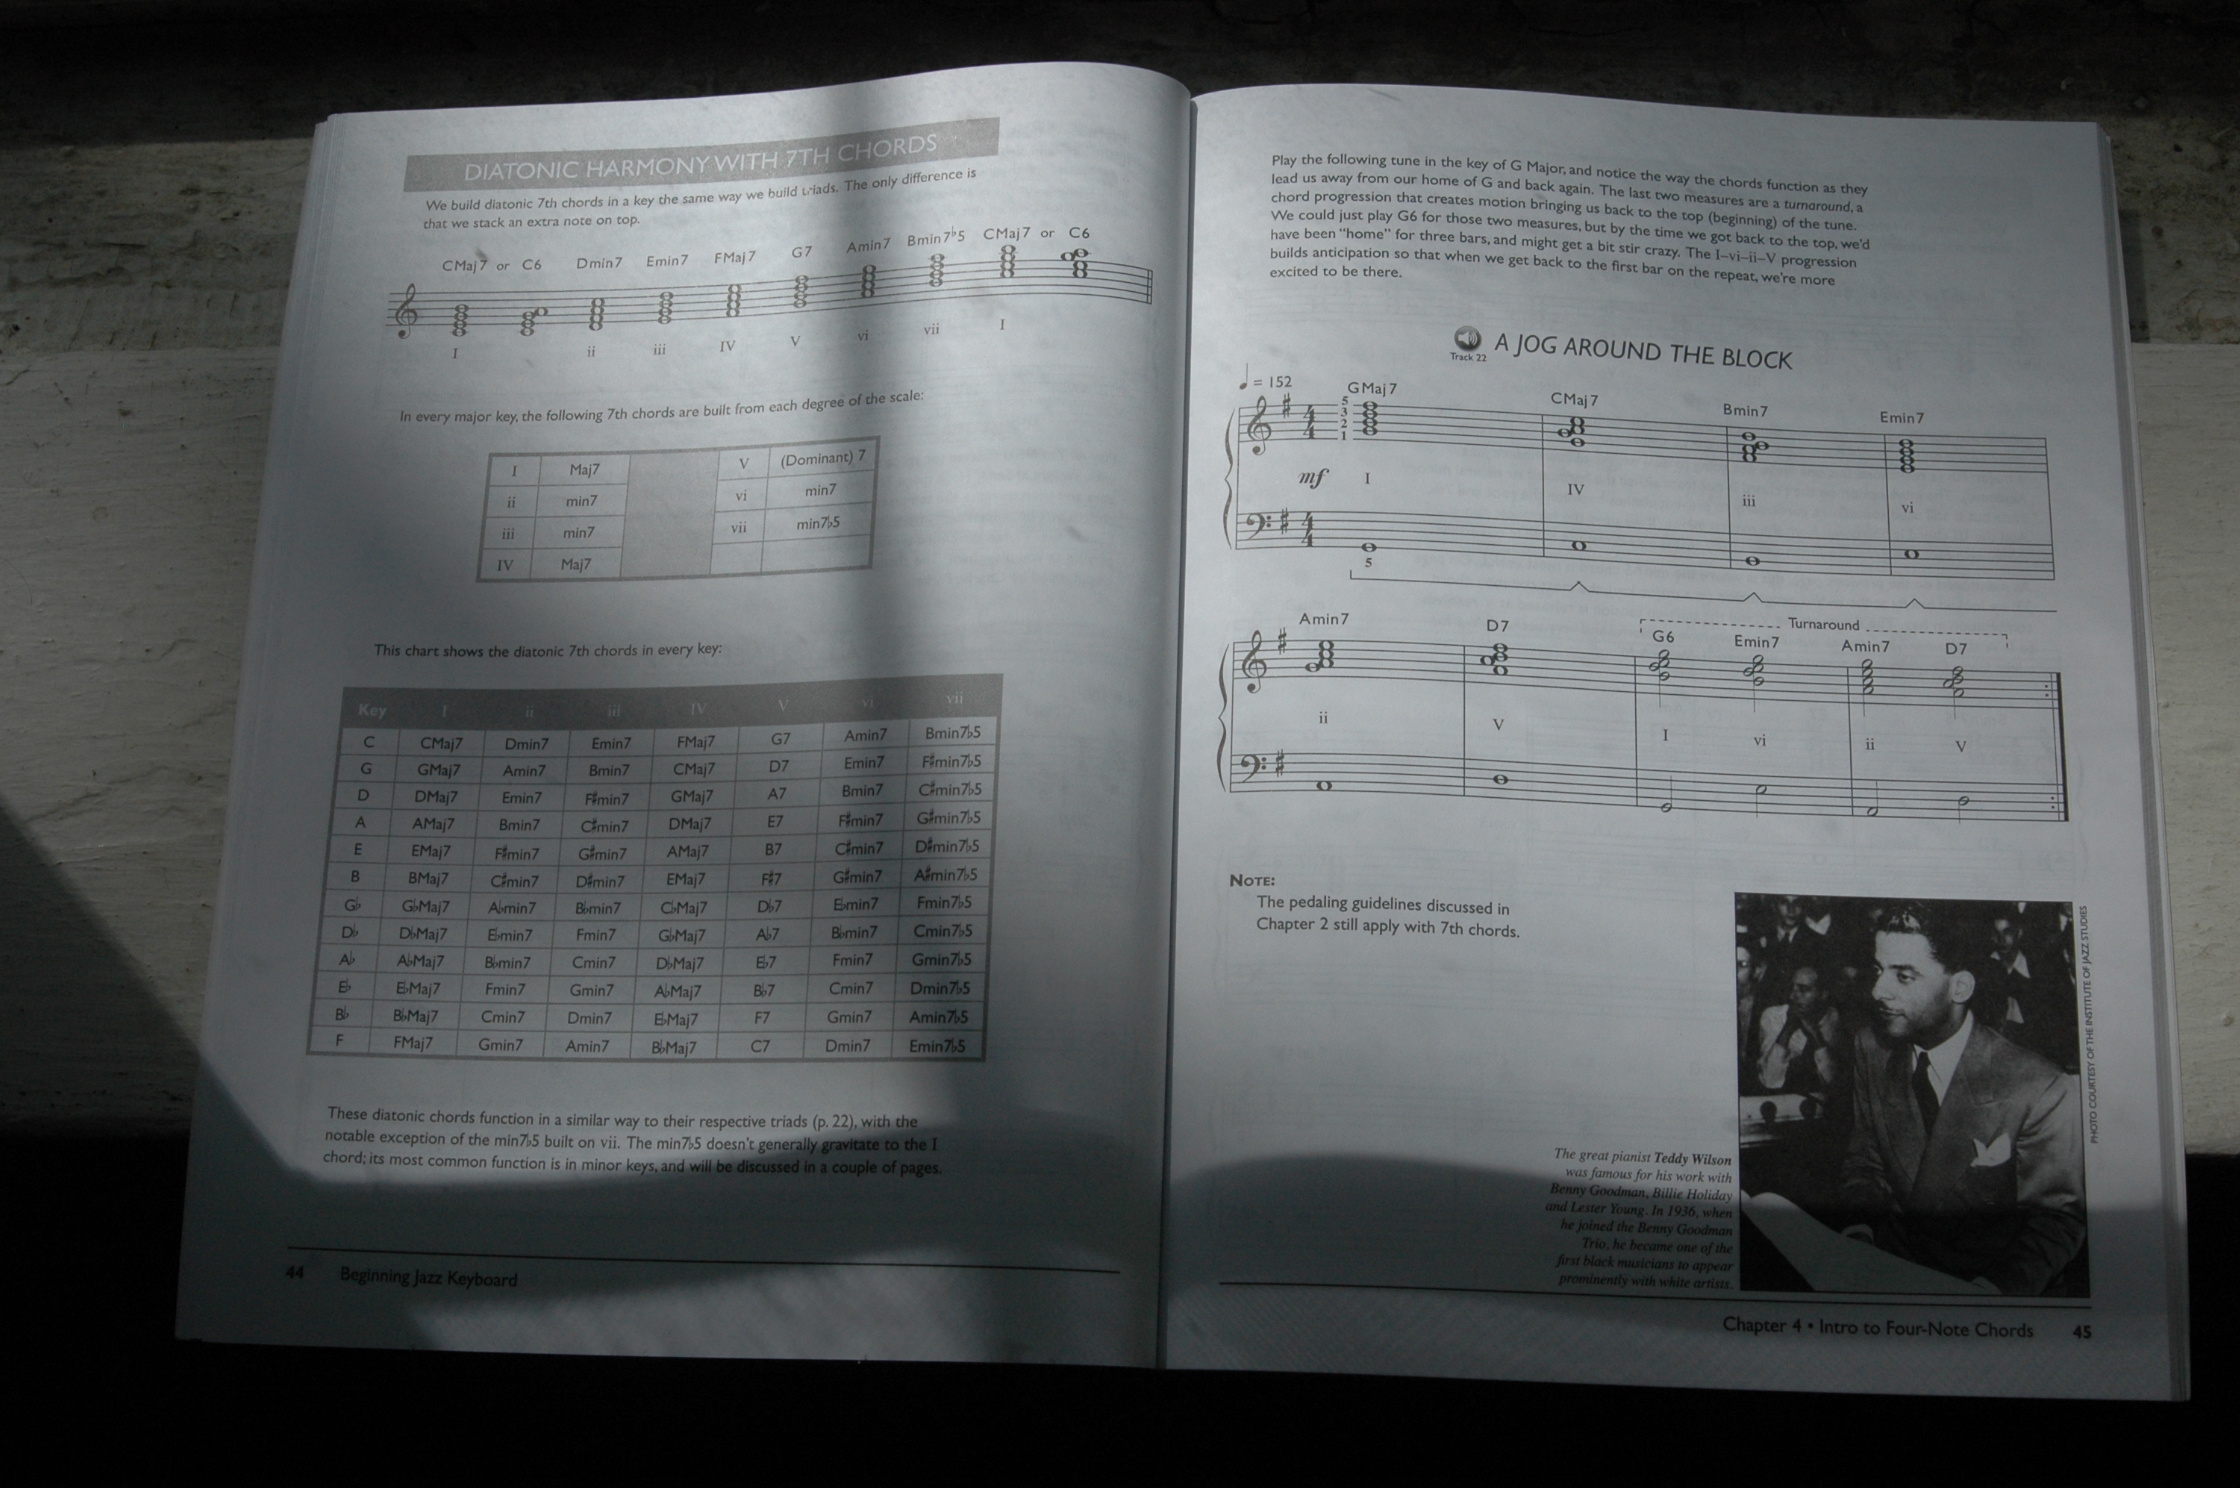 DIATONIC HARMONY WITH 7TH CHORDS
We build diatonic 7th chords in a key the same way we build triads. The only difference is
that we stack an extra note on top.
CMaj7 or C6 Dmin7 Emin7 FMaj7 G7 Amin7 Bmin7♭5 CMaj7 or C6
I ii iii IV V vi vii I
In every major key, the following 7th chords are built from each degree of the scale:
I Maj7 V (Dominant) 7
ii min7 vi min7
iii min7 vii min7♭5
IV Maj7
This chart shows the diatonic 7th chords in every key:
Key I ii iii IV V vi vii
C CMaj7 Dmin7 Emin7 FMaj7 G7 Amin7 Bmin7♭5
G GMaj7 Amin7 Bmin7 CMaj7 D7 Emin7 F♯min7♭5
D DMaj7 Emin7 F♯min7 GMaj7 A7 Bmin7 C♯min7♭5
A AMaj7 Bmin7 C♯min7 DMaj7 E7 F♯min7 G♯min7♭5
E EMaj7 F♯min7 G♯min7 AMaj7 B7 C♯min7 D♯min7♭5
B BMaj7 C♯min7 D♯min7 EMaj7 F♯7 G♯min7 A♯min7♭5
G♭ G♭Maj7 A♭min7 B♭min7 C♭Maj7 D♭7 E♭min7 Fmin7♭5
D♭ D♭Maj7 E♭min7 Fmin7 G♭Maj7 A♭7 B♭min7 Cmin7♭5
A♭ A♭Maj7 B♭min7 Cmin7 D♭Maj7 E♭7 Fmin7 Gmin7♭5
E♭ E♭Maj7 Fmin7 Gmin7 A♭Maj7 B♭7 Cmin7 Dmin7♭5
B♭ B♭Maj7 Cmin7 Dmin7 E♭Maj7 F7 Gmin7 Amin7♭5
F FMaj7 Gmin7 Amin7 B♭Maj7 C7 Dmin7 Emin7♭5
These diatonic chords function in a similar way to their respective triads (p. 22), with the
notable exception of the min7♭5 built on vii. The min7♭5 doesn't generally gravitate to the I
chord; its most common function is in minor keys, and will be discussed in a couple of pages.
44 Beginning Jazz Keyboard
Play the following tune in the key of G Major, and notice the way the chords function as they
lead us away from our home of G and back again. The last two measures are a turnaround, a
chord progression that creates motion bringing us back to the top (beginning) of the tune.
We could just play G6 for those two measures, but by the time we got back to the top, we'd
have been "home" for three bars, and might get a bit stir crazy. The I–vi–ii–V progression
builds anticipation so that when we get back to the first bar on the repeat, we're more
excited to be there.
Track 22
A JOG AROUND THE BLOCK
♩ = 152
GMaj7 CMaj7 Bmin7 Emin7
5
3
2
1
4
4
mf I IV iii vi
4
4
5
Turnaround
Amin7 D7 G6 Emin7 Amin7 D7
ii V I vi ii V
NOTE:
The pedaling guidelines discussed in
Chapter 2 still apply with 7th chords.
The great pianist Teddy Wilson
was famous for his work with
Benny Goodman, Billie Holiday
and Lester Young. In 1936, when
he joined the Benny Goodman
Trio, he became one of the
first black musicians to appear
prominently with white artists.
PHOTO COURTESY OF THE INSTITUTE OF JAZZ STUDIES
Chapter 4 • Intro to Four-Note Chords 45